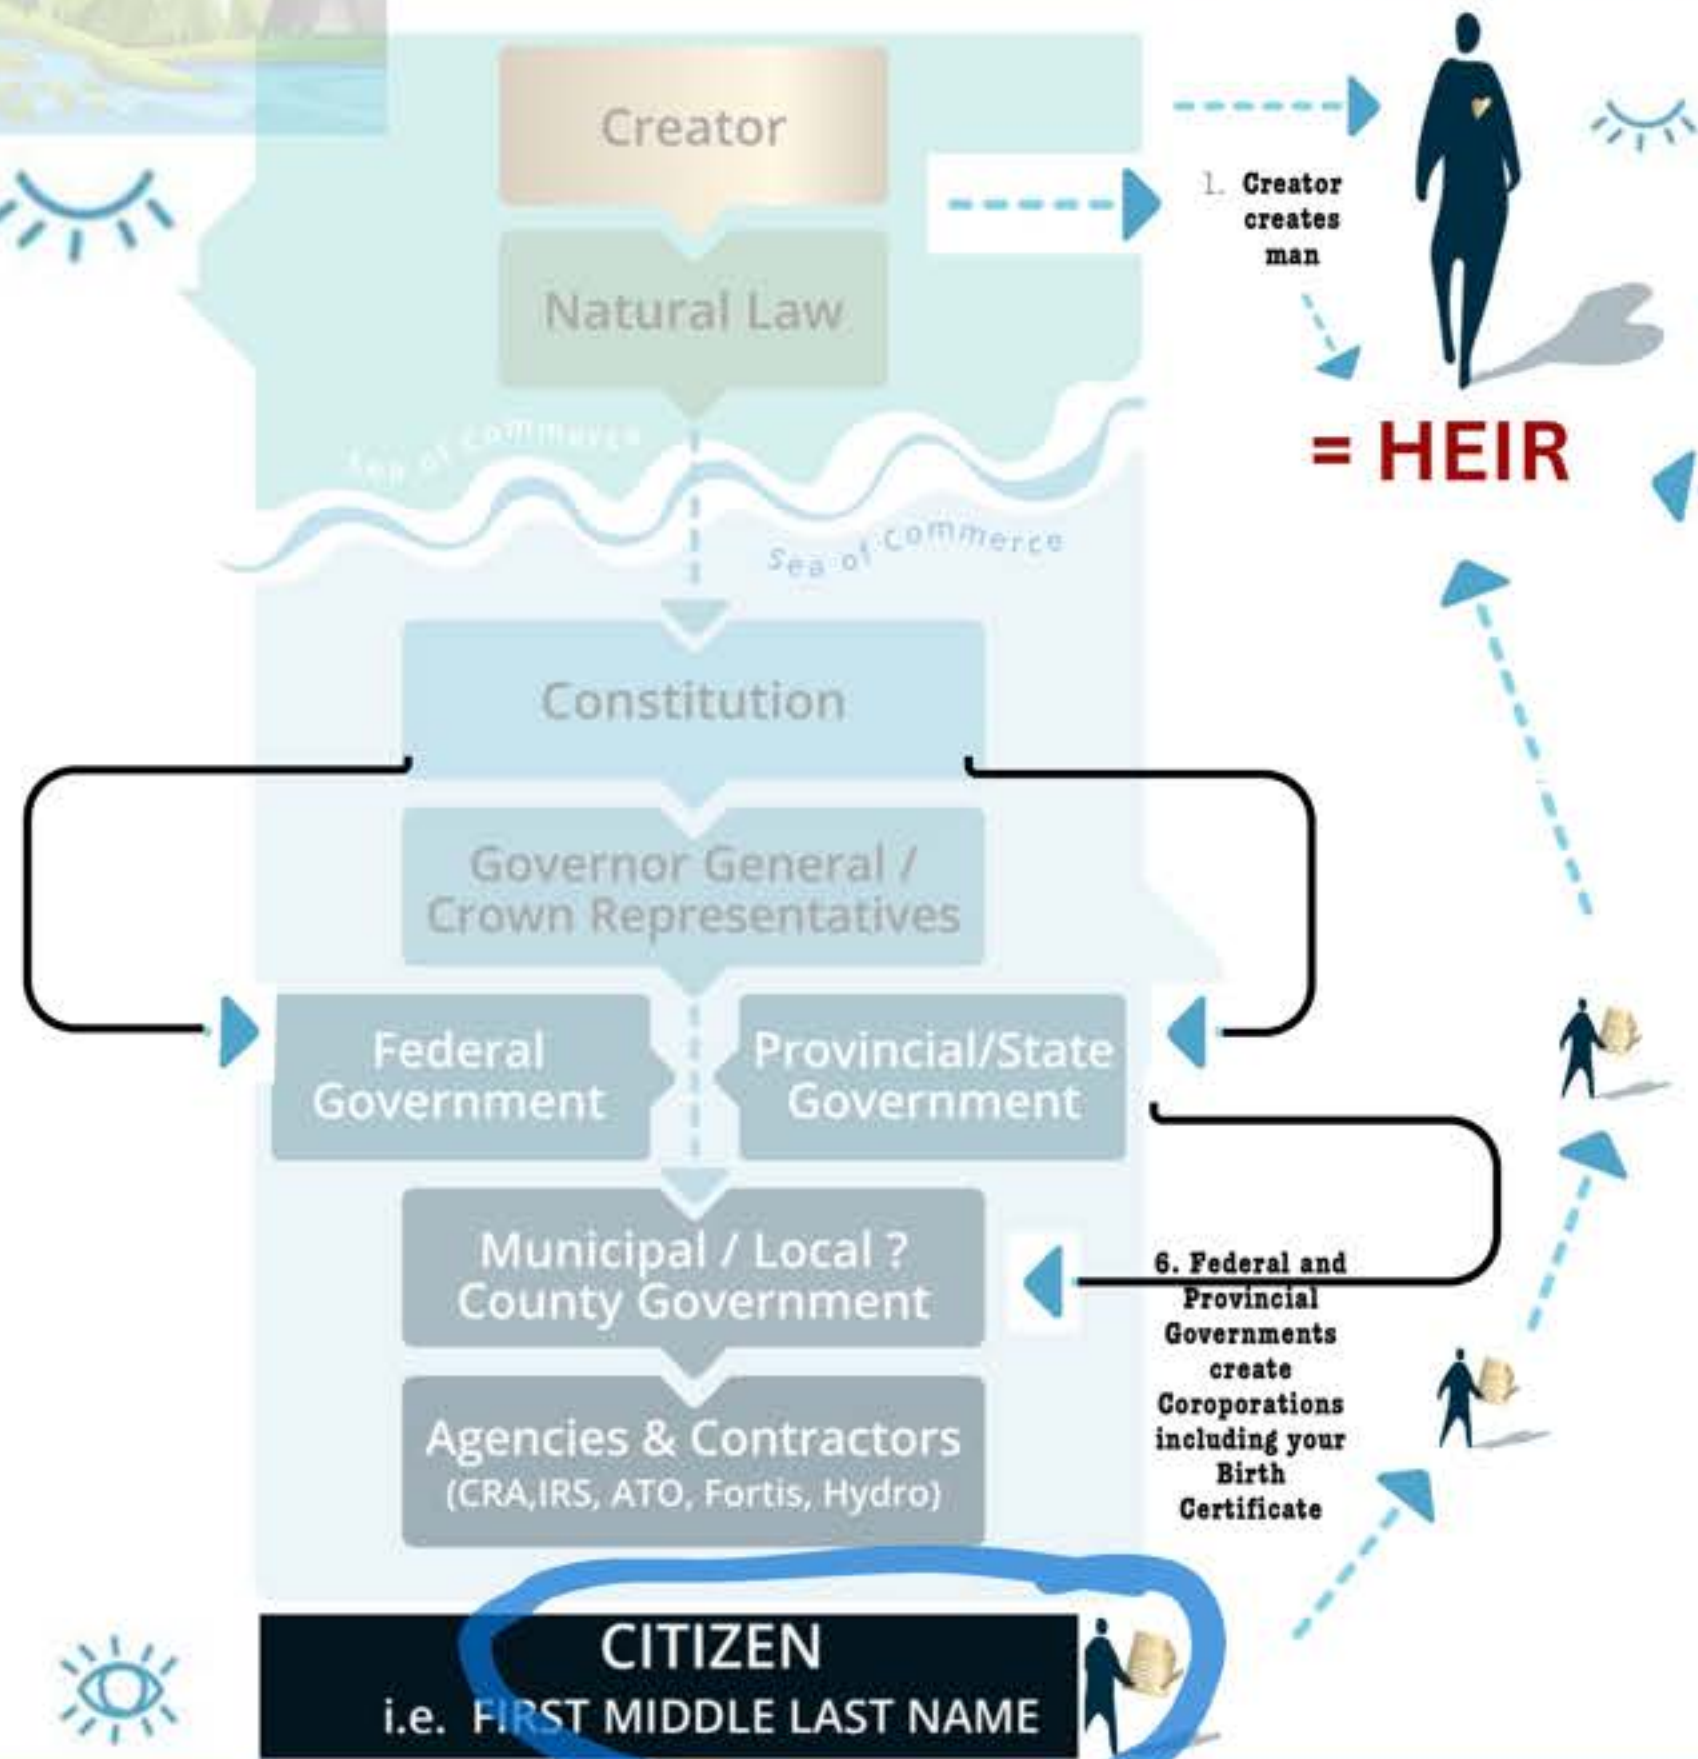 Creator
1. Creator
creates
man
Natural Law
= HEIR
Sea of Commerce
Sea of Commerce
Constitution
Governor General /
Crown Representatives
Federal
Government
Provincial/State
Government
Municipal / Local ?
County Government
6. Federal and
Provincial
Governments
create
Coroporations
including your
Birth
Certificate
Agencies & Contractors
(CRA,IRS, ATO, Fortis, Hydro)
CITIZEN
i.e. FIRST MIDDLE LAST NAME